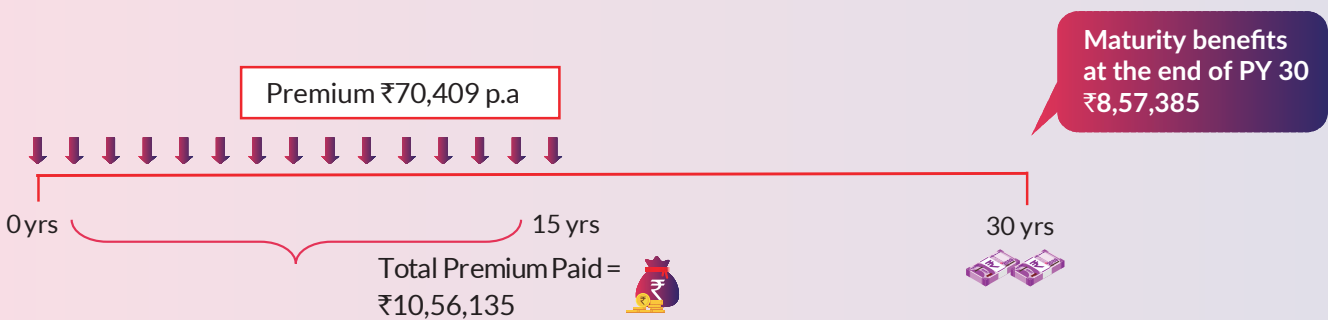 Maturity benefits
at the end of PY 30
₹8,57,385
Premium ₹70,409 p.a
0 yrs
15 yrs
30 yrs
Total Premium Paid =
₹10,56,135
₹